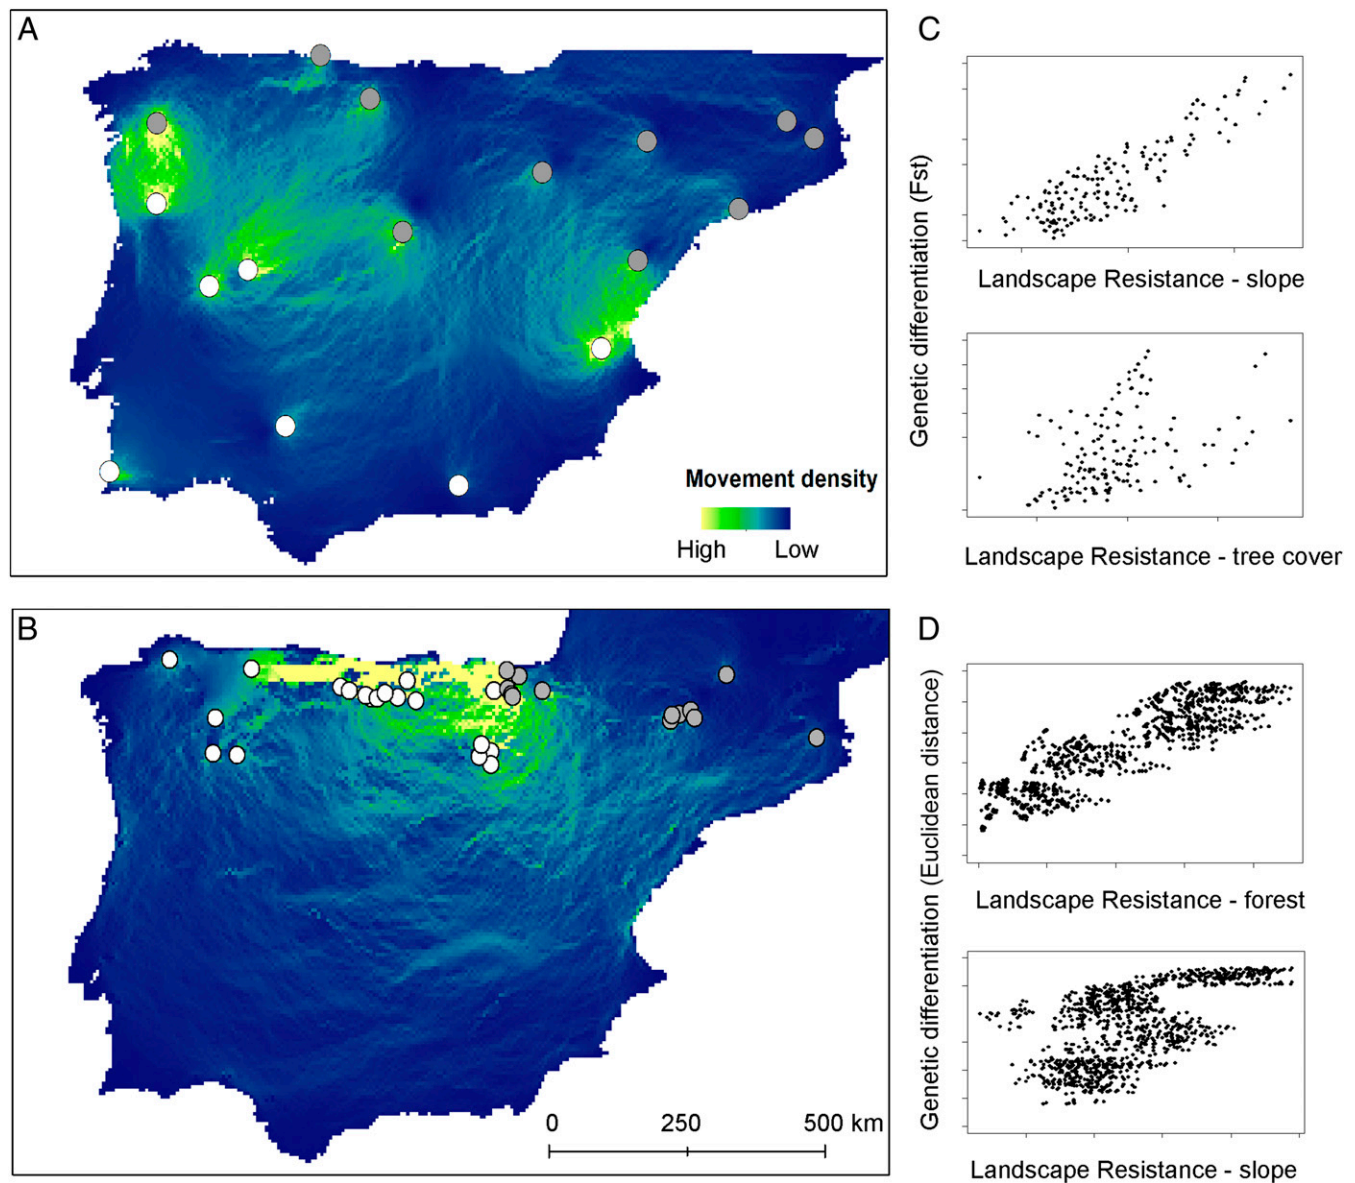 A
Movement density
High Low
B
0 250 500 km
C
Genetic differentiation (Fst)
Landscape Resistance - slope
Landscape Resistance - tree cover
D
Genetic differentiation (Euclidean distance)
Landscape Resistance - forest
Landscape Resistance - slope